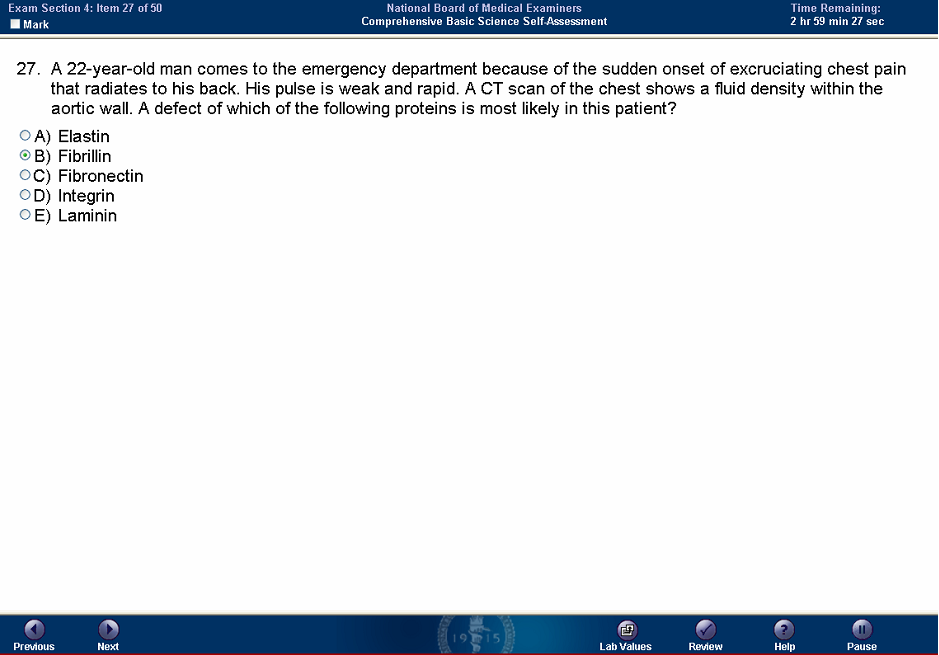 Exam Section 4: Item 27 of 50
National Board of Medical Examiners
Time Remaining:
Mark
Comprehensive Basic Science Self-Assessment
2 hr 59 min 27 sec
27. A 22-year-old man comes to the emergency department because of the sudden onset of excruciating chest pain
that radiates to his back. His pulse is weak and rapid. A CT scan of the chest shows a fluid density within the
aortic wall. A defect of which of the following proteins is most likely in this patient?
A) Elastin
B) Fibrillin
C) Fibronectin
D) Integrin
E) Laminin
1915
Previous
Next
Lab Values
Review
Help
Pause